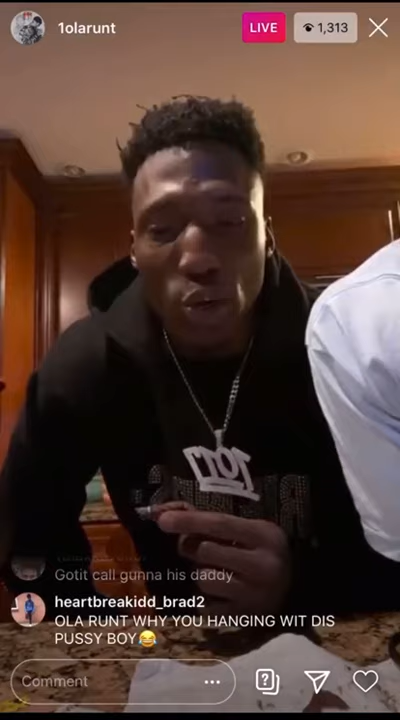 1olarunt
LIVE
1,313
Gotit call gunna his daddy
heartbreakidd_brad2
OLA RUNT WHY YOU HANGING WIT DIS
PUSSY BOY😂
Comment